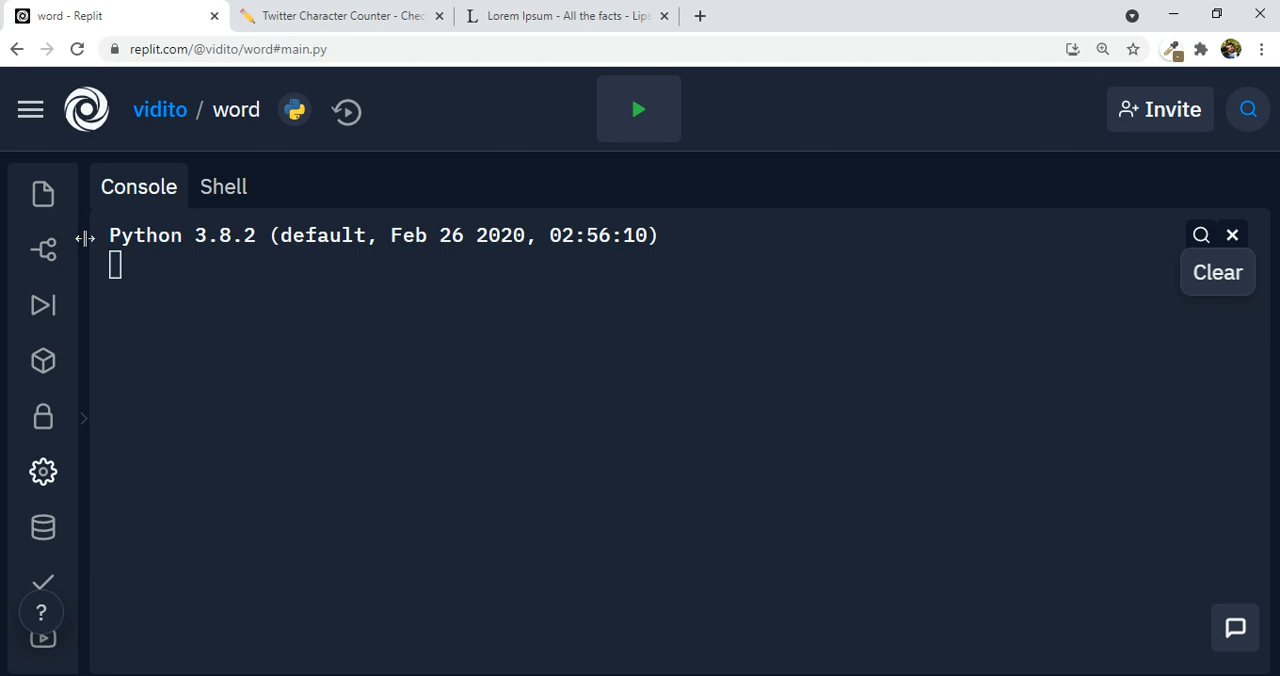 word - Replit
Twitter Character Counter - Chec
Lorem Ipsum - All the facts - Lips
replit.com/@vidito/word#main.py
vidito / word
Invite
Console
Shell
Python 3.8.2 (default, Feb 26 2020, 02:56:10)
Clear
?